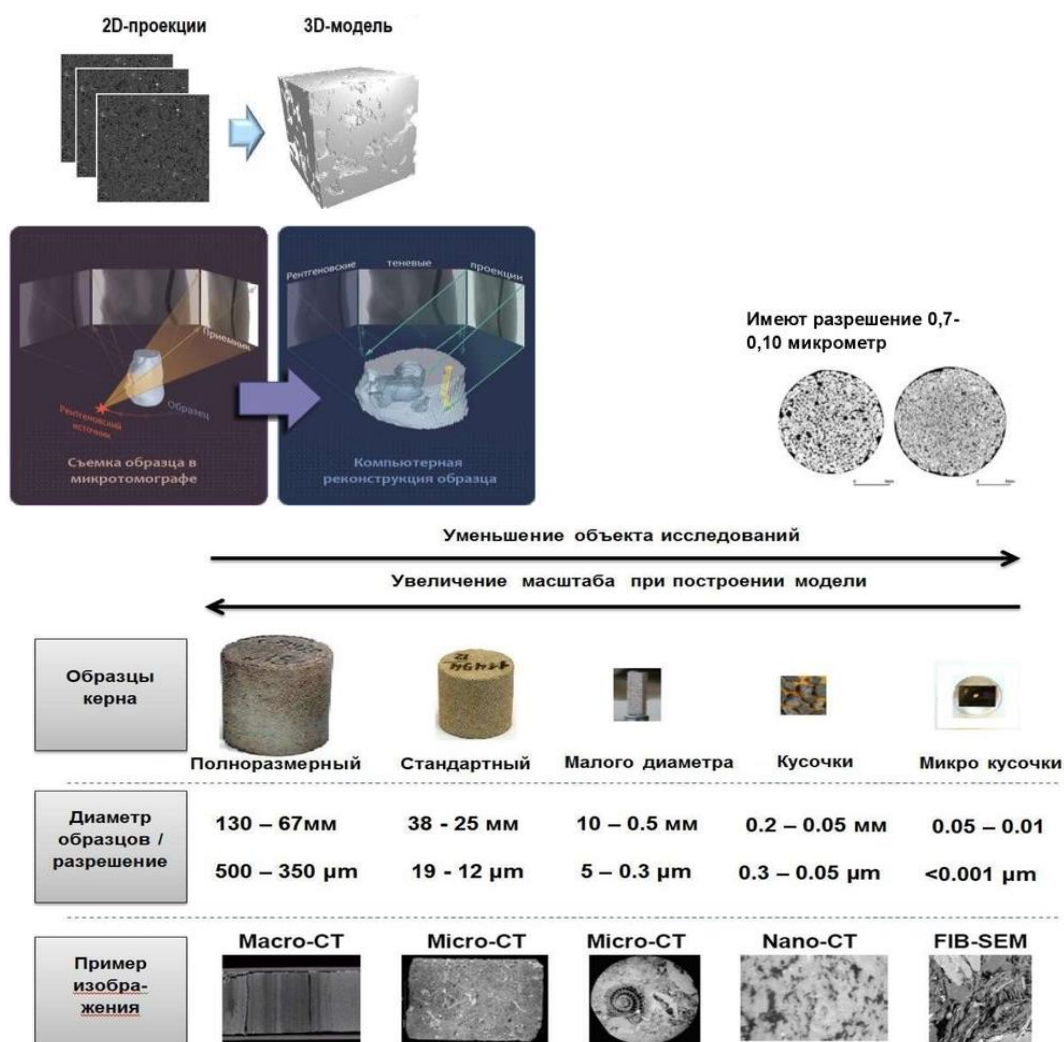 2D-проекции
3D-модель
Рентгеновские
теневые
проекции
Приемник
Образец
Рентгеновский
источник
Съемка образца в
микротомографе
Компьютерная
реконструкция образца
Имеют разрешение 0,7-
0,10 микрометр
Уменьшение объекта исследований
Увеличение масштаба при построении модели
Образцы
керна
Полноразмерный
Стандартный
Малого диаметра
Кусочки
Микро кусочки
Диаметр
образцов /
разрешение
130 – 67мм
38 - 25 мм
10 – 0.5 мм
0.2 – 0.05 мм
0.05 – 0.01
500 – 350 µm
19 - 12 µm
5 – 0.3 µm
0.3 – 0.05 µm
<0.001 µm
Пример
изобра-
жения
Macro-CT
Micro-CT
Micro-CT
Nano-CT
FIB-SEM